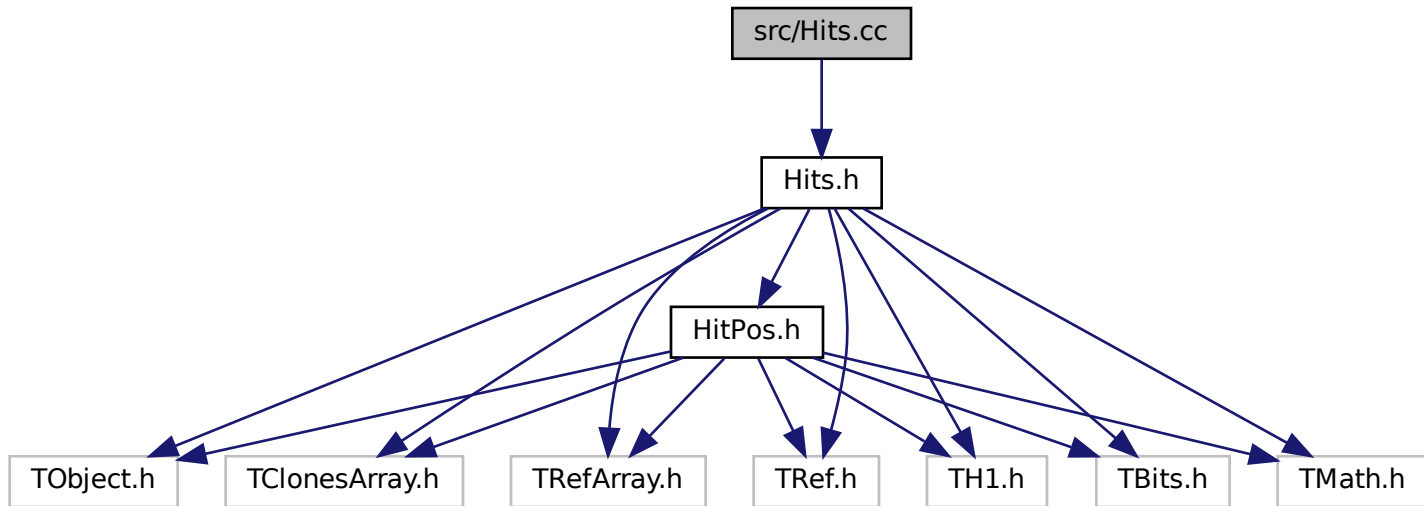 src/Hits.cc
Hits.h
HitPos.h
TObject.h
TClonesArray.h
TRefArray.h
TRef.h
TH1.h
TBits.h
TMath.h